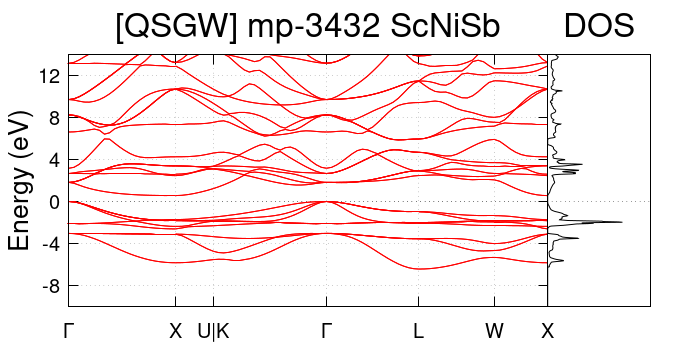 [QSGW] mp-3432 ScNiSb DOS
Energy (eV)
12
8
4
0
-4
-8
Γ X U|K Γ L W X